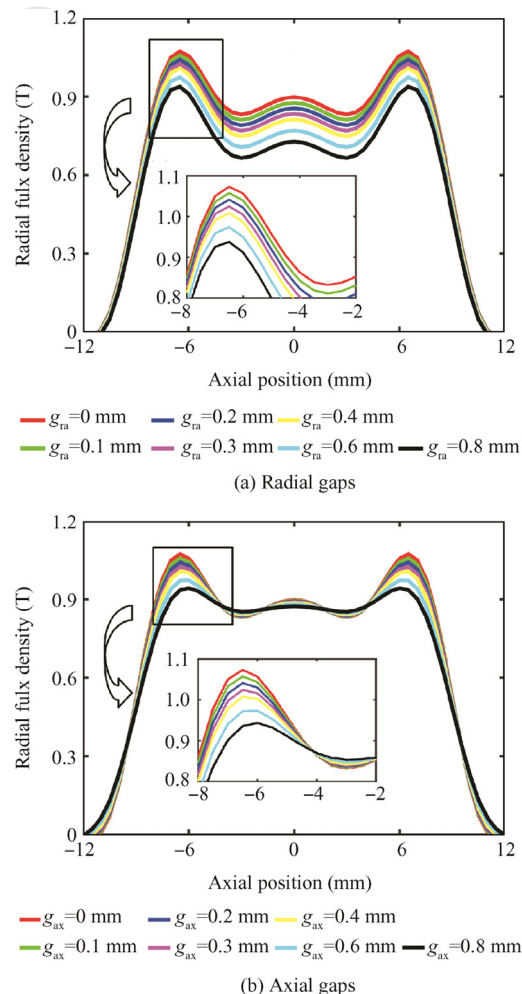 1.2
0.9
0.6
0.3
0
Radial fulx density (T)
1.1
1.0
0.9
0.8
−8 −6 −4 −2
−12 −6 0 6 12
Axial position (mm)
gra=0 mm gra=0.2 mm gra=0.4 mm
gra=0.1 mm gra=0.3 mm gra=0.6 mm gra=0.8 mm
(a) Radial gaps
1.2
0.9
0.6
0.3
0
Radial fulx density (T)
1.1
1.0
0.9
0.8
−8 −6 −4 −2
−12 −6 0 6 12
Axial position (mm)
gax=0 mm gax=0.2 mm gax=0.4 mm
gax=0.1 mm gax=0.3 mm gax=0.6 mm gax=0.8 mm
(b) Axial gaps